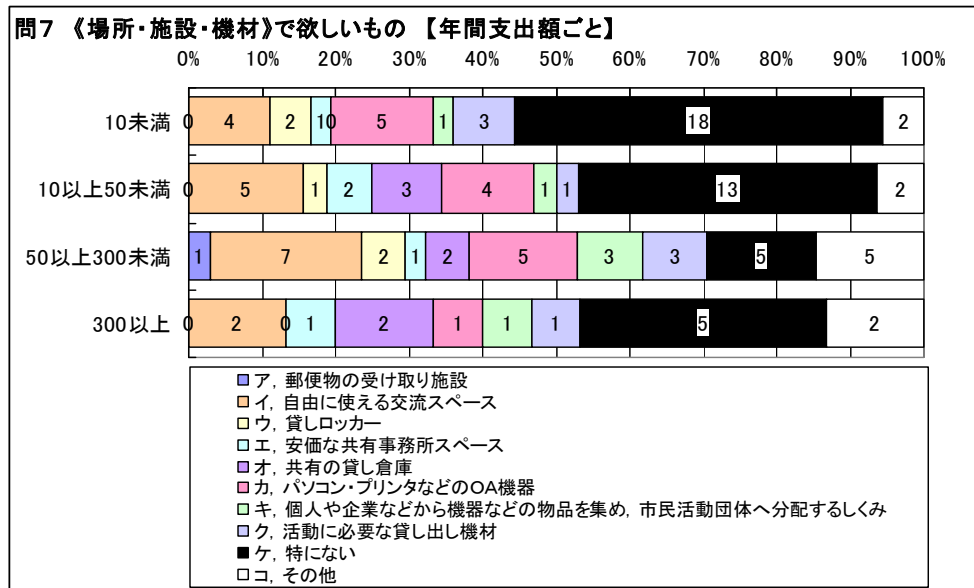 問7 《場所・施設・機材》で欲しいもの 【年間支出額ごと】
0% 10% 20% 30% 40% 50% 60% 70% 80% 90% 100%
10未満 0 4 2 1 0 5 1 3 18 2
10以上50未満 0 5 1 2 3 4 1 1 13 2
50以上300未満 1 7 2 1 2 5 3 3 5 5
300以上 0 2 0 1 2 1 1 1 5 2
ア, 郵便物の受け取り施設
イ, 自由に使える交流スペース
ウ, 貸しロッカー
エ, 安価な共有事務所スペース
オ, 共有の貸し倉庫
カ, パソコン・プリンタなどのOA機器
キ, 個人や企業などから機器などの物品を集め, 市民活動団体へ分配するしくみ
ク, 活動に必要な貸し出し機材
ケ, 特にない
コ, その他